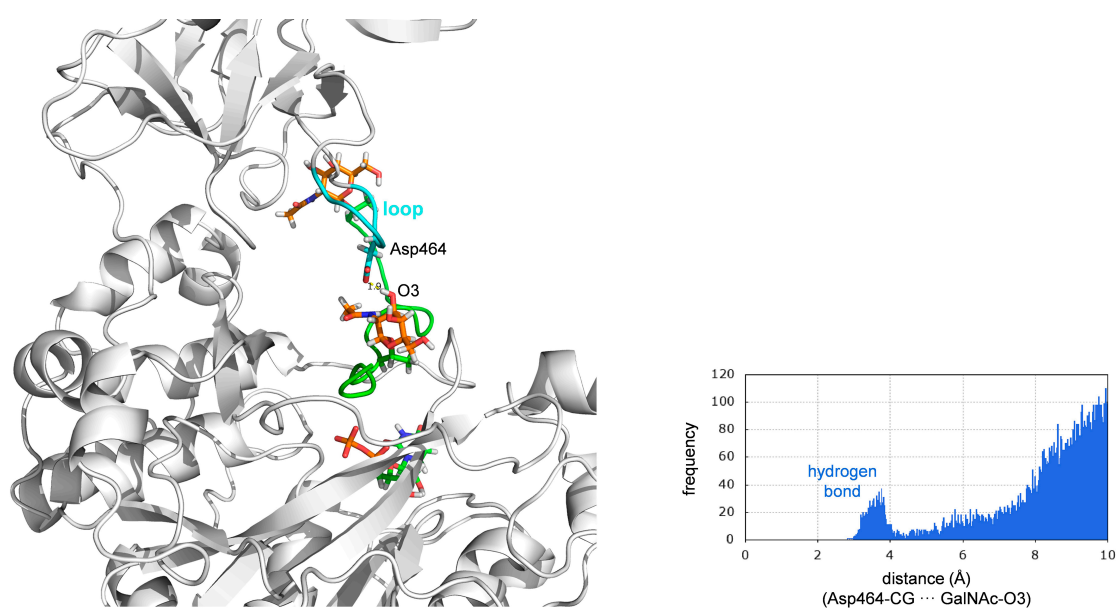 loop
Asp464
1.9
O3
120
100
80
60
40
20
0
frequency
hydrogen
bond
0 2 4 6 8 10
distance (Å)
(Asp464-CG ··· GalNAc-O3)